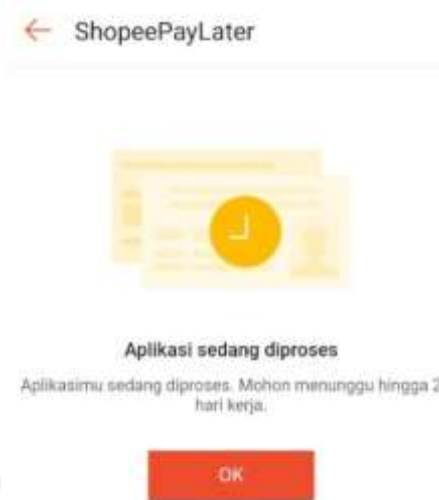 ShopeePayLater
Aplikasi sedang diproses
Aplikasimu sedang diproses. Mohon menunggu hingga 2
hari kerja.
OK